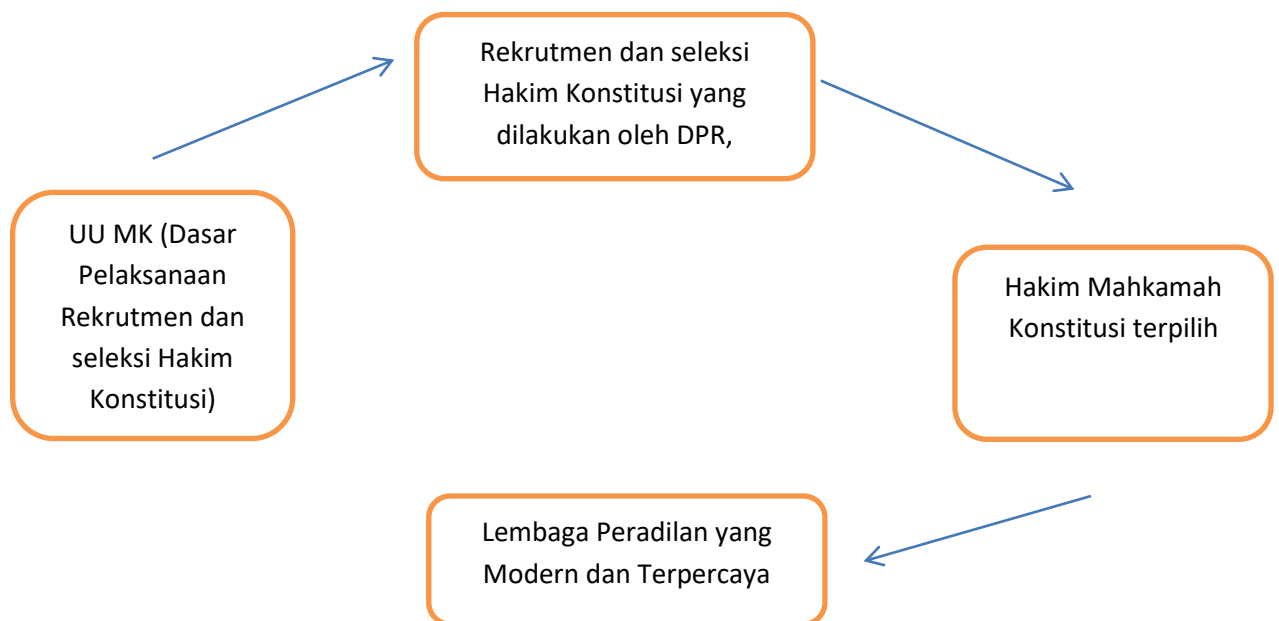 Rekrutmen dan seleksi
Hakim Konstitusi yang
dilakukan oleh DPR,
UU MK (Dasar
Pelaksanaan
Rekrutmen dan
seleksi Hakim
Konstitusi)
Hakim Mahkamah
Konstitusi terpilih
Lembaga Peradilan yang
Modern dan Terpercaya